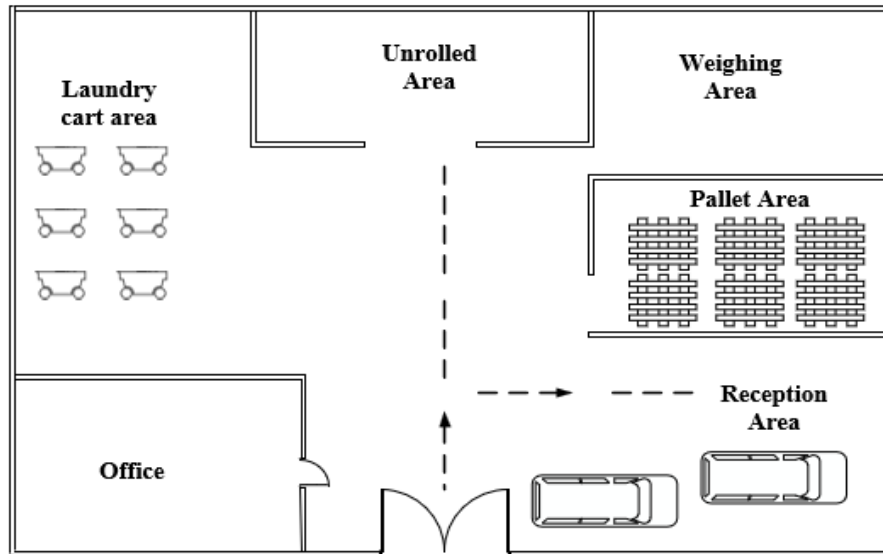 Unrolled
Area
Weighing
Area
Laundry
cart area
Pallet Area
Reception
Area
Office